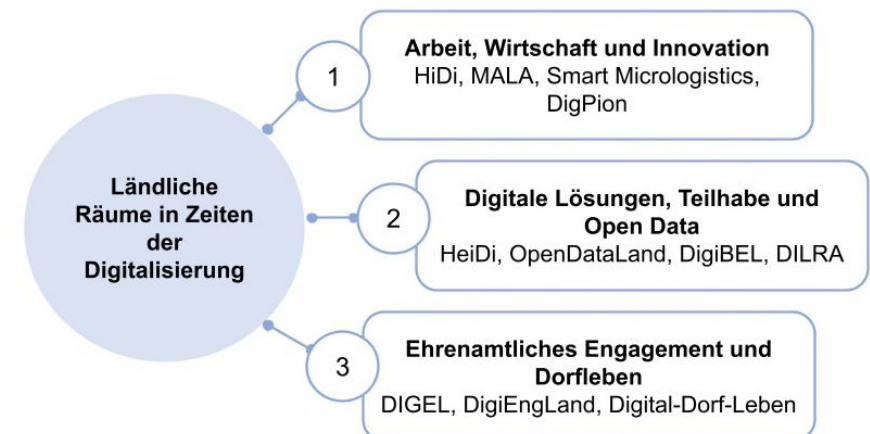 Ländliche
Räume in Zeiten
der
Digitalisierung
1
Arbeit, Wirtschaft und Innovation
HiDi, MALA, Smart Micrologistics,
DigPion
2
Digitale Lösungen, Teilhabe und
Open Data
HeiDi, OpenDataLand, DigiBEL, DILRA
3
Ehrenamtliches Engagement und
Dorfleben
DIGEL, DigiEngLand, Digital-Dorf-Leben